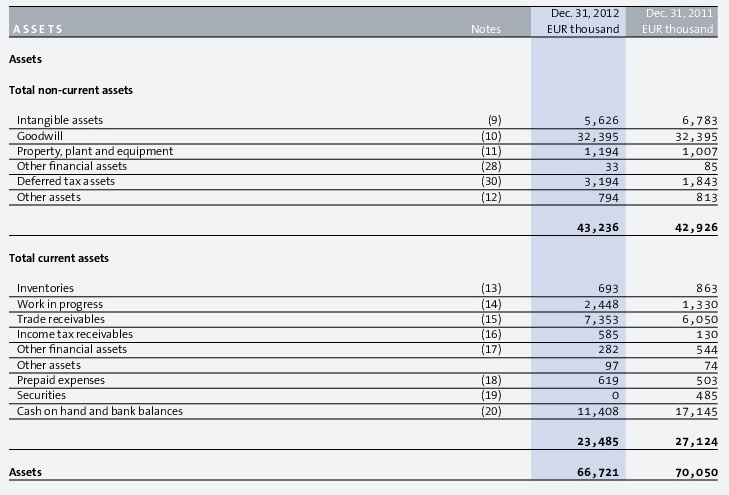 Dec. 31, 2012 Dec. 31, 2011
ASSETS Notes EUR thousand EUR thousand
Assets
Total non-current assets
Intangible assets (9) 5,626 6,783
Goodwill (10) 32,395 32,395
Property, plant and equipment (11) 1,194 1,007
Other financial assets (28) 33 85
Deferred tax assets (30) 3,194 1,843
Other assets (12) 794 813
43,236 42,926
Total current assets
Inventories (13) 693 863
Work in progress (14) 2,448 1,330
Trade receivables (15) 7,353 6,050
Income tax receivables (16) 585 130
Other financial assets (17) 282 544
Other assets 97 74
Prepaid expenses (18) 619 503
Securities (19) 0 485
Cash on hand and bank balances (20) 11,408 17,145
23,485 27,124
Assets 66,721 70,050